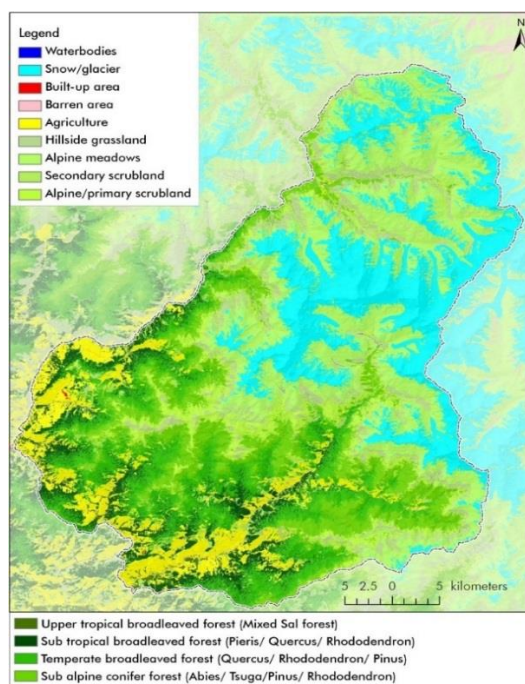 N
Legend
Waterbodies
Snow/glacier
Built-up area
Barren area
Agriculture
Hillside grassland
Alpine meadows
Secondary scrubland
Alpine/primary scrubland
5 2.5 0 5 kilometers
Upper tropical broadleaved forest (Mixed Sal forest)
Sub tropical broadleaved forest (Pieris/ Quercus/ Rhododendron)
Temperate broadleaved forest (Quercus/ Rhododendron/ Pinus)
Sub alpine conifer forest (Abies/ Tsuga/Pinus/ Rhododendron)